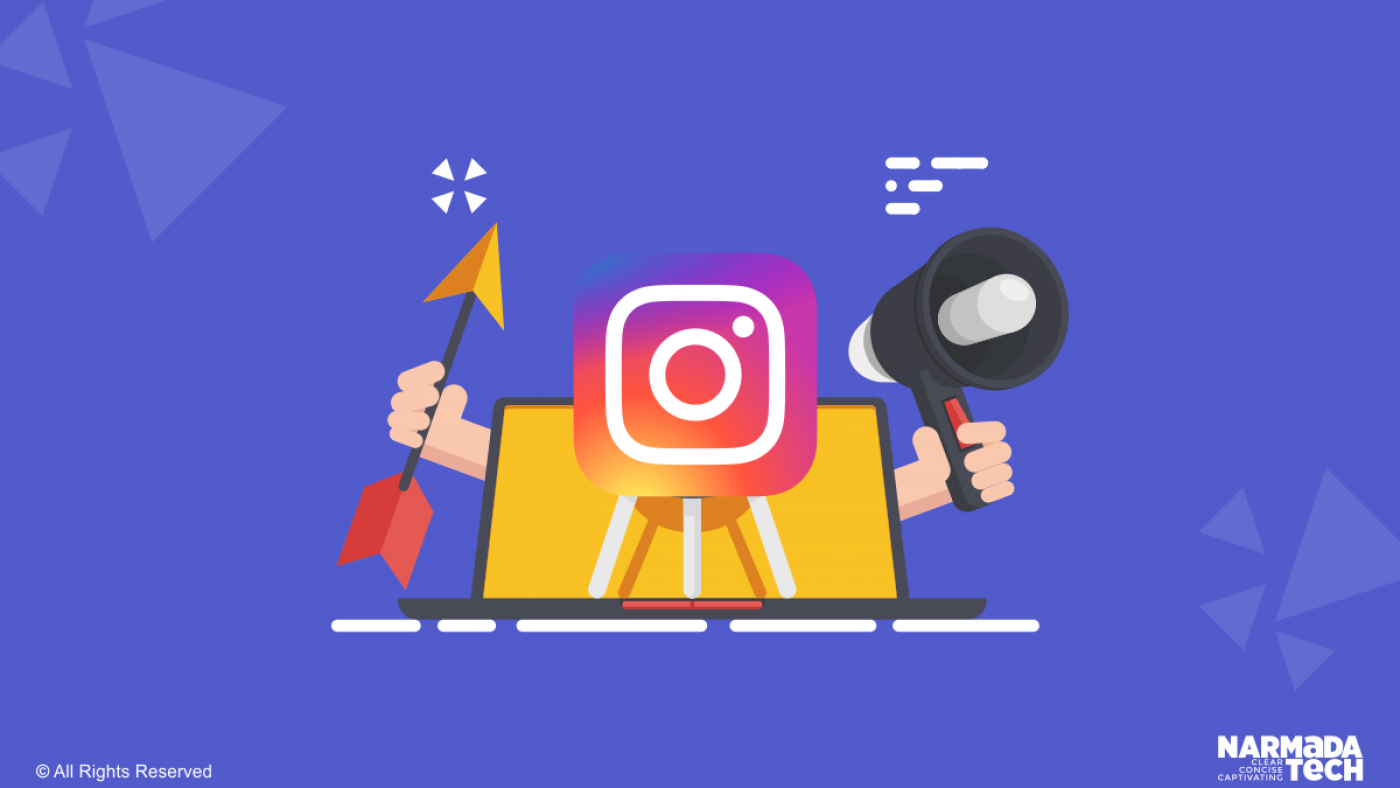 © All Rights Reserved
NARMADA
CLEAR
CONCISE
CAPTIVATING
TECH